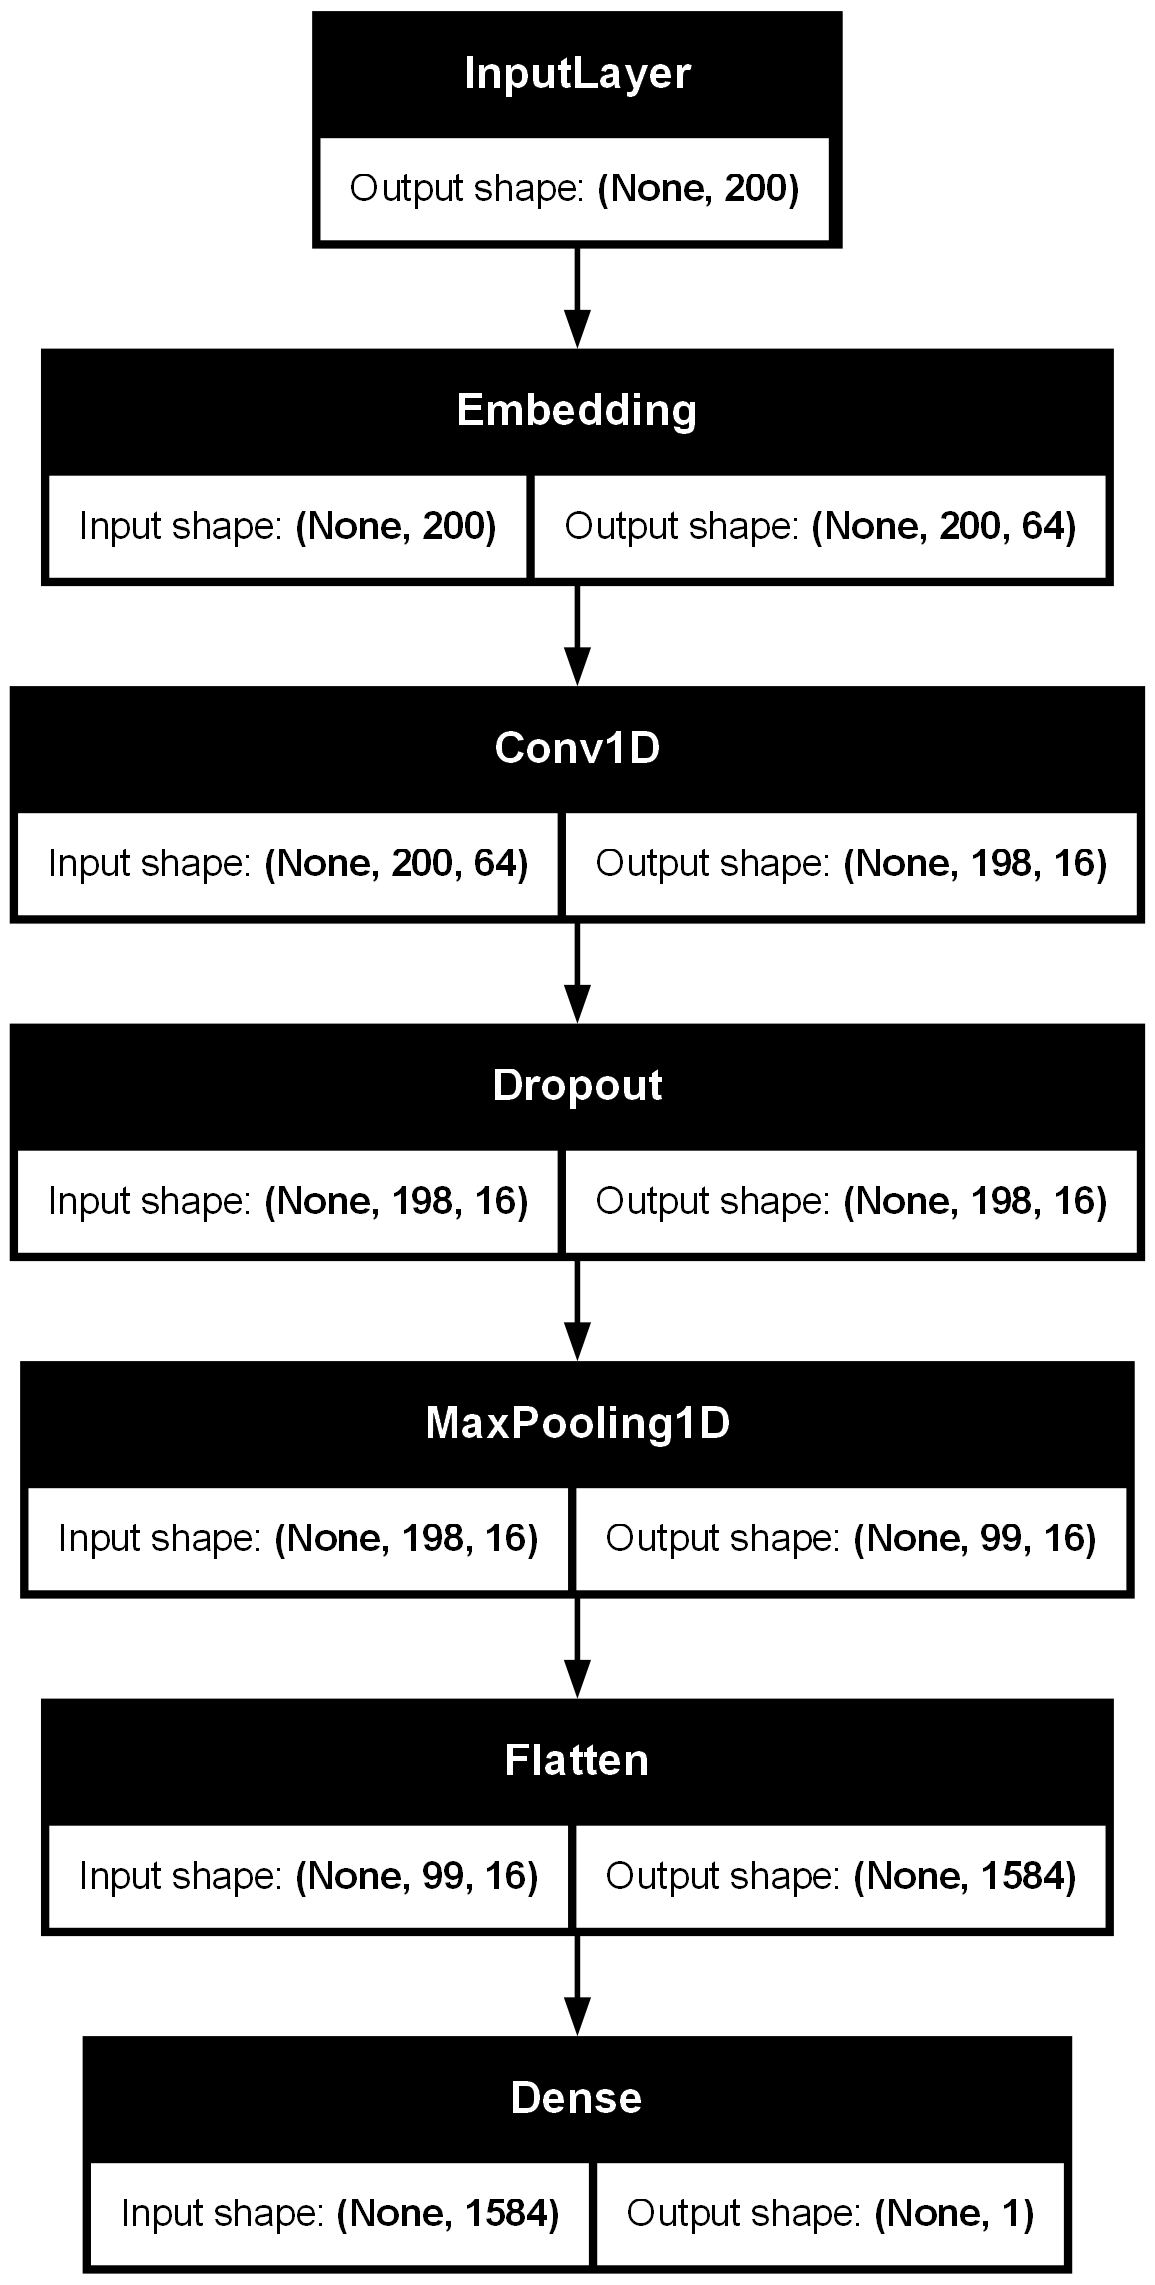 InputLayer
Output shape: (None, 200)
Embedding
Input shape: (None, 200) Output shape: (None, 200, 64)
Conv1D
Input shape: (None, 200, 64) Output shape: (None, 198, 16)
Dropout
Input shape: (None, 198, 16) Output shape: (None, 198, 16)
MaxPooling1D
Input shape: (None, 198, 16) Output shape: (None, 99, 16)
Flatten
Input shape: (None, 99, 16) Output shape: (None, 1584)
Dense
Input shape: (None, 1584) Output shape: (None, 1)